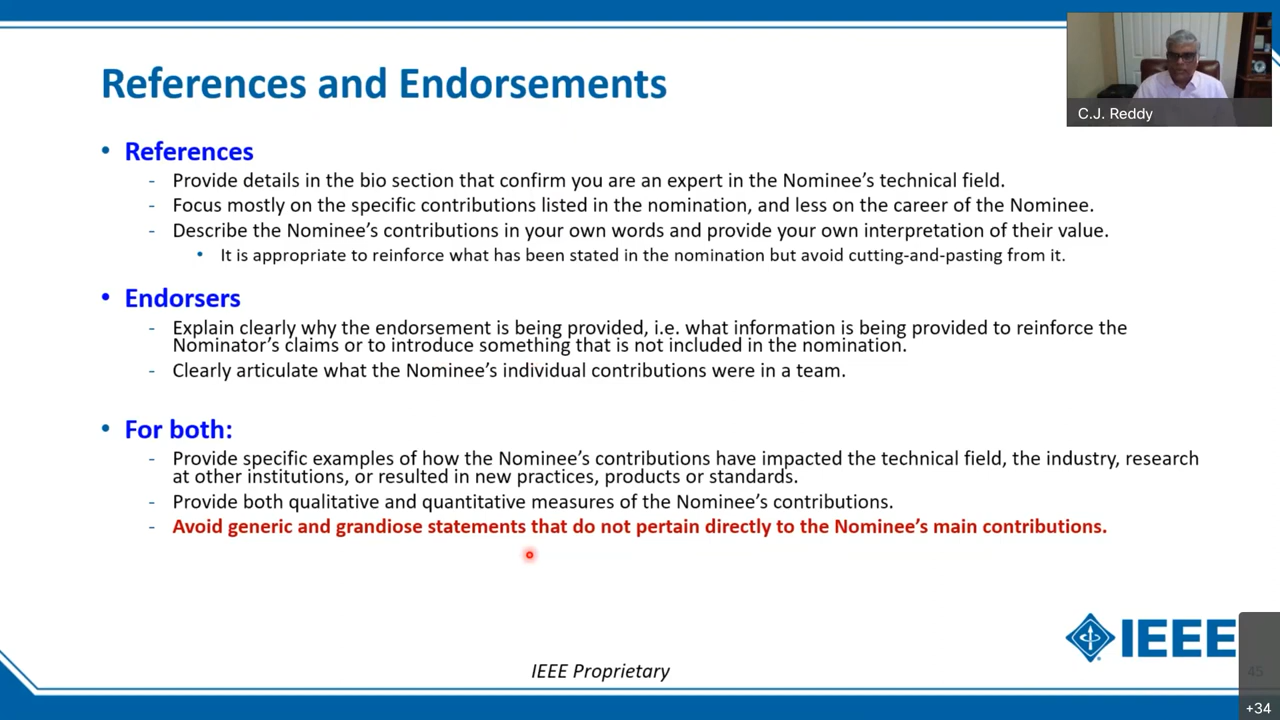 References and Endorsements
C.J. Reddy
• References
- Provide details in the bio section that confirm you are an expert in the Nominee's technical field.
- Focus mostly on the specific contributions listed in the nomination, and less on the career of the Nominee.
- Describe the Nominee's contributions in your own words and provide your own interpretation of their value.
• It is appropriate to reinforce what has been stated in the nomination but avoid cutting-and-pasting from it.
• Endorsers
- Explain clearly why the endorsement is being provided, i.e. what information is being provided to reinforce the
Nominator's claims or to introduce something that is not included in the nomination.
- Clearly articulate what the Nominee's individual contributions were in a team.
• For both:
- Provide specific examples of how the Nominee's contributions have impacted the technical field, the industry, research
at other institutions, or resulted in new practices, products or standards.
- Provide both qualitative and quantitative measures of the Nominee's contributions.
- Avoid generic and grandiose statements that do not pertain directly to the Nominee's main contributions.
IEEE
IEEE Proprietary
45
+34